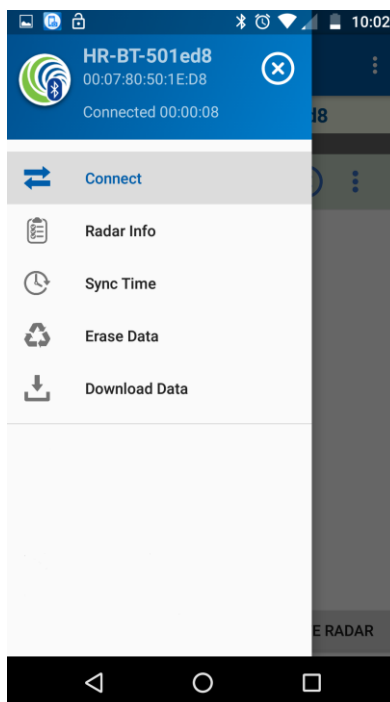 10:02
HR-BT-501ed8
00:07:80:50:1E:D8
Connected 00:00:08
d8
Connect
Radar Info
Sync Time
Erase Data
Download Data
E RADAR